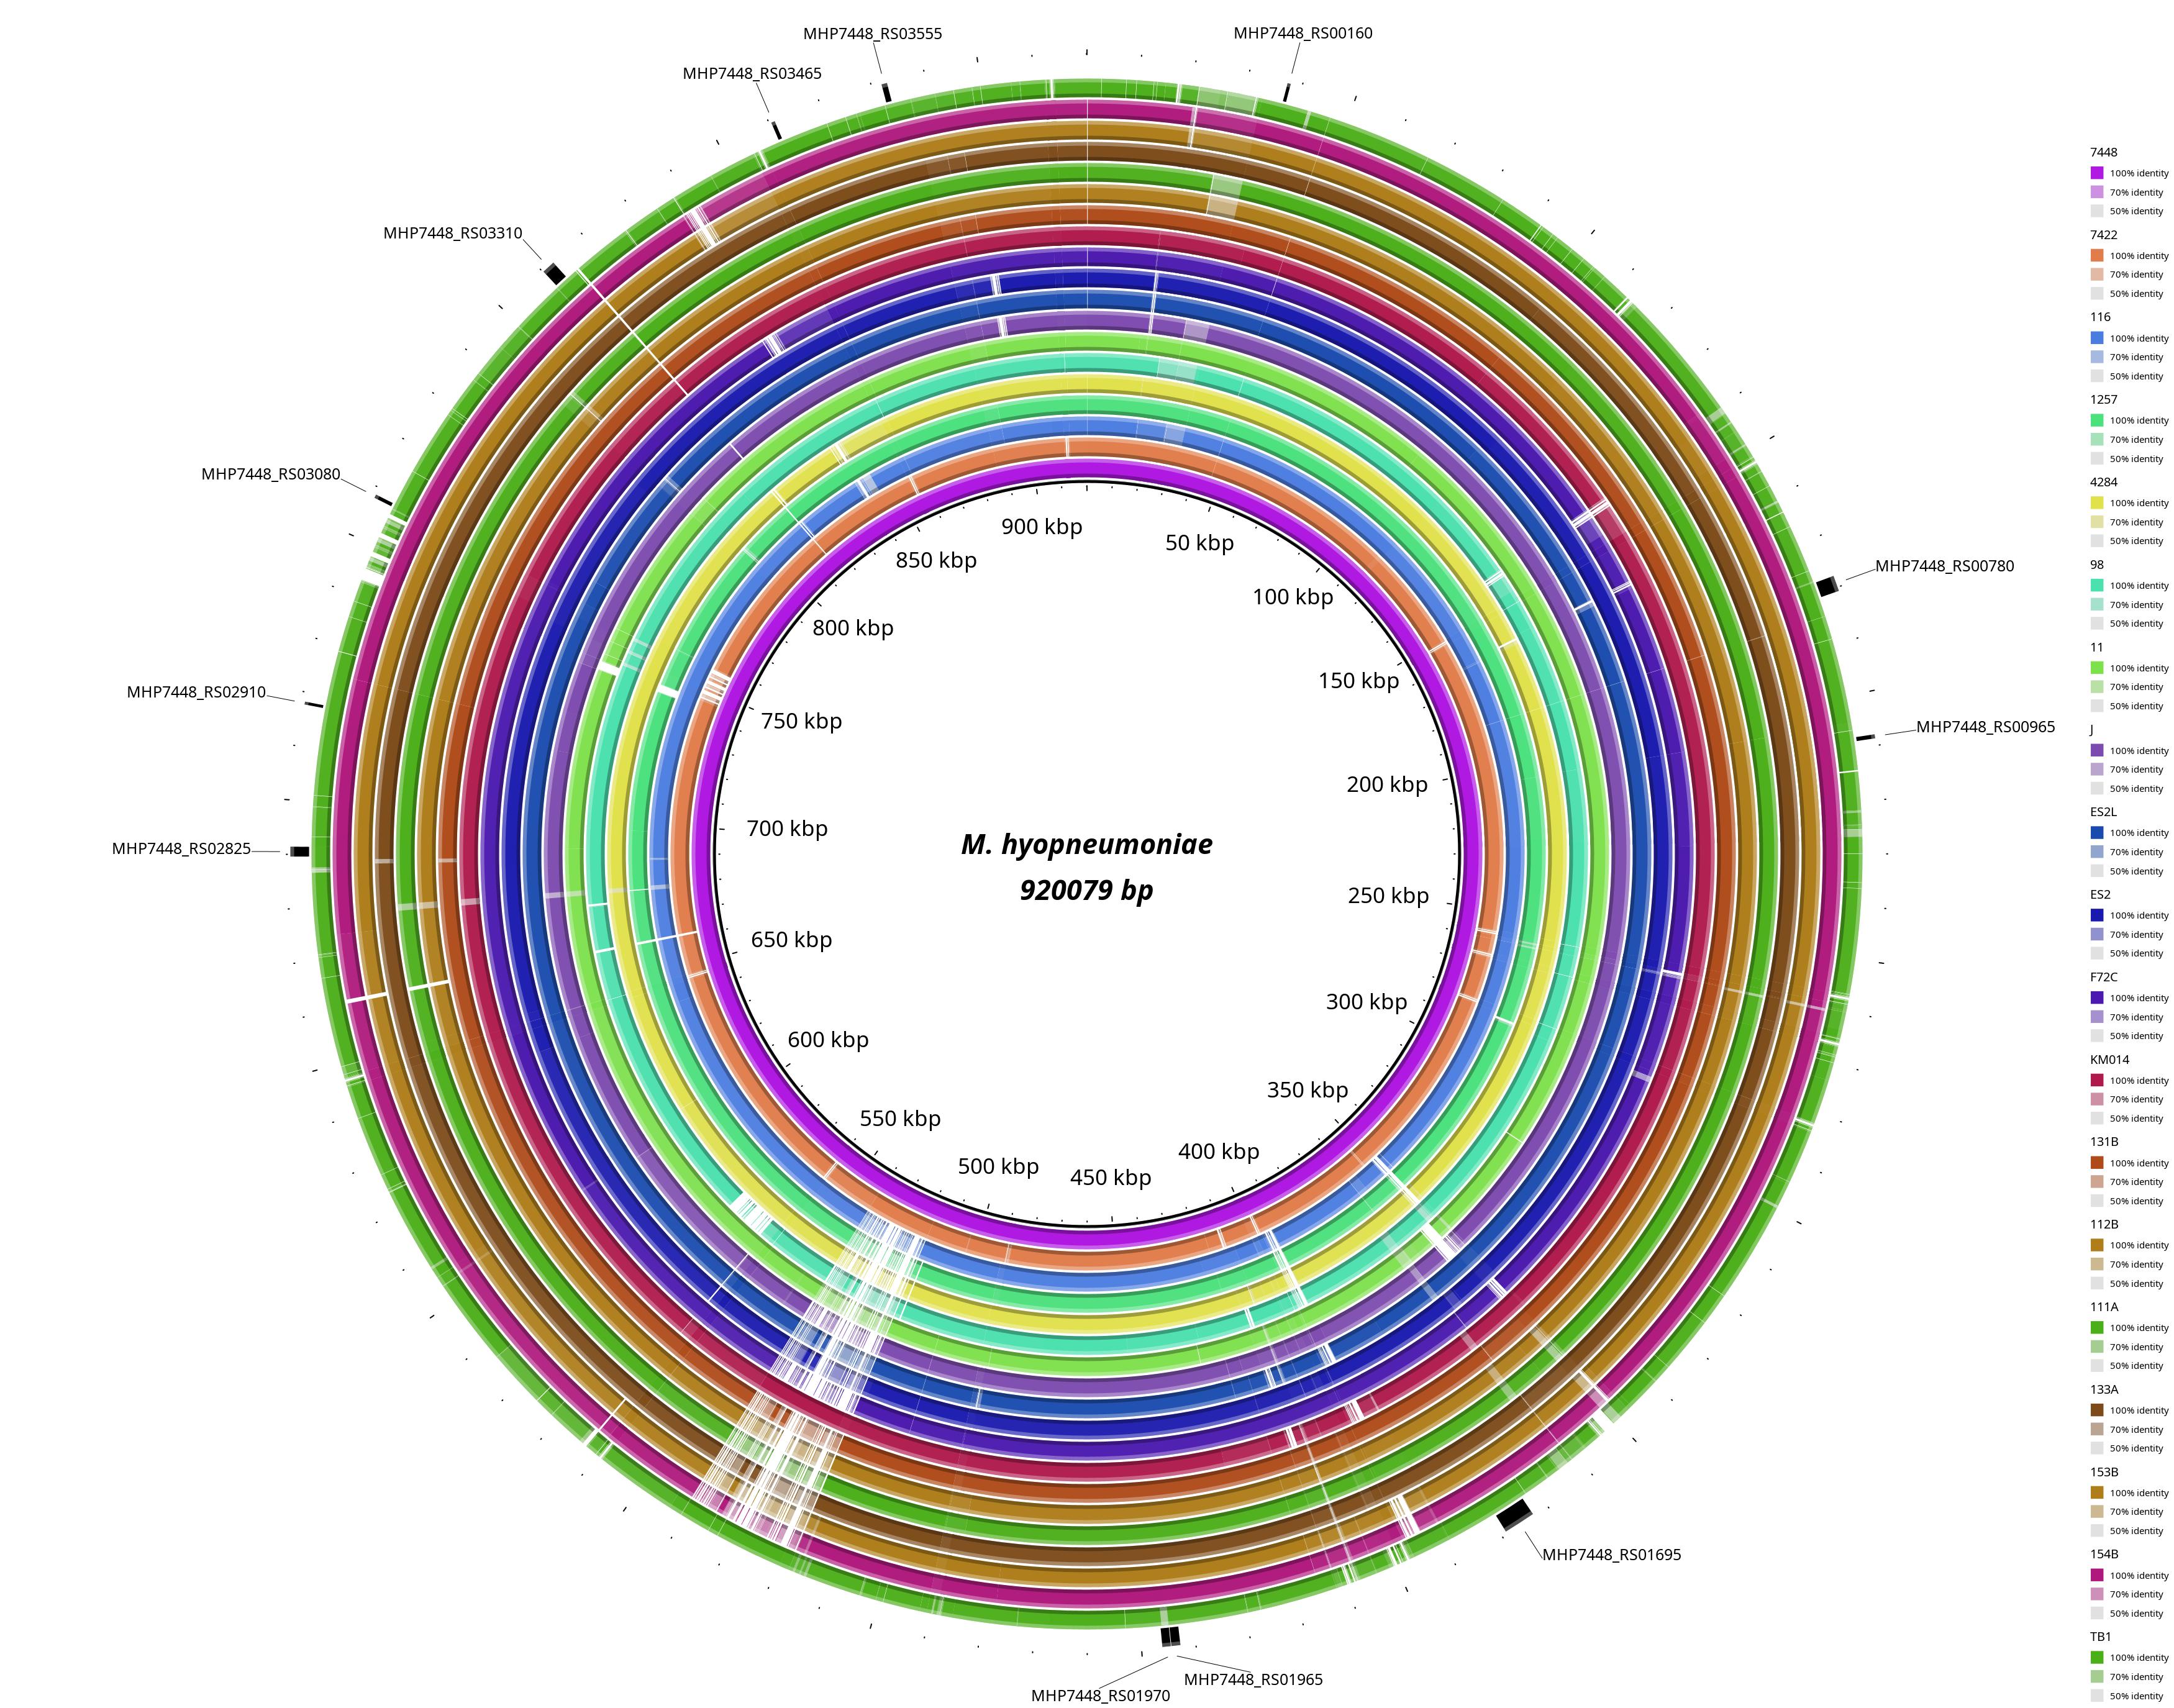 MHP7448_RS03555
MHP7448_RS00160
MHP7448_RS03465
MHP7448_RS03310
MHP7448_RS03080
MHP7448_RS00780
MHP7448_RS02910
MHP7448_RS00965
MHP7448_RS02825
MHP7448_RS01695
MHP7448_RS01965
MHP7448_RS01970
900 kbp
50 kbp
850 kbp
100 kbp
800 kbp
150 kbp
750 kbp
200 kbp
700 kbp
M. hyopneumoniae
920079 bp
250 kbp
650 kbp
300 kbp
600 kbp
350 kbp
550 kbp
400 kbp
500 kbp
450 kbp
7448
100% identity
70% identity
50% identity
7422
100% identity
70% identity
50% identity
116
100% identity
70% identity
50% identity
1257
100% identity
70% identity
50% identity
4284
100% identity
70% identity
50% identity
98
100% identity
70% identity
50% identity
11
100% identity
70% identity
50% identity
J
100% identity
70% identity
50% identity
ES2L
100% identity
70% identity
50% identity
ES2
100% identity
70% identity
50% identity
F72C
100% identity
70% identity
50% identity
KM014
100% identity
70% identity
50% identity
131B
100% identity
70% identity
50% identity
112B
100% identity
70% identity
50% identity
111A
100% identity
70% identity
50% identity
133A
100% identity
70% identity
50% identity
153B
100% identity
70% identity
50% identity
154B
100% identity
70% identity
50% identity
TB1
100% identity
70% identity
50% identity